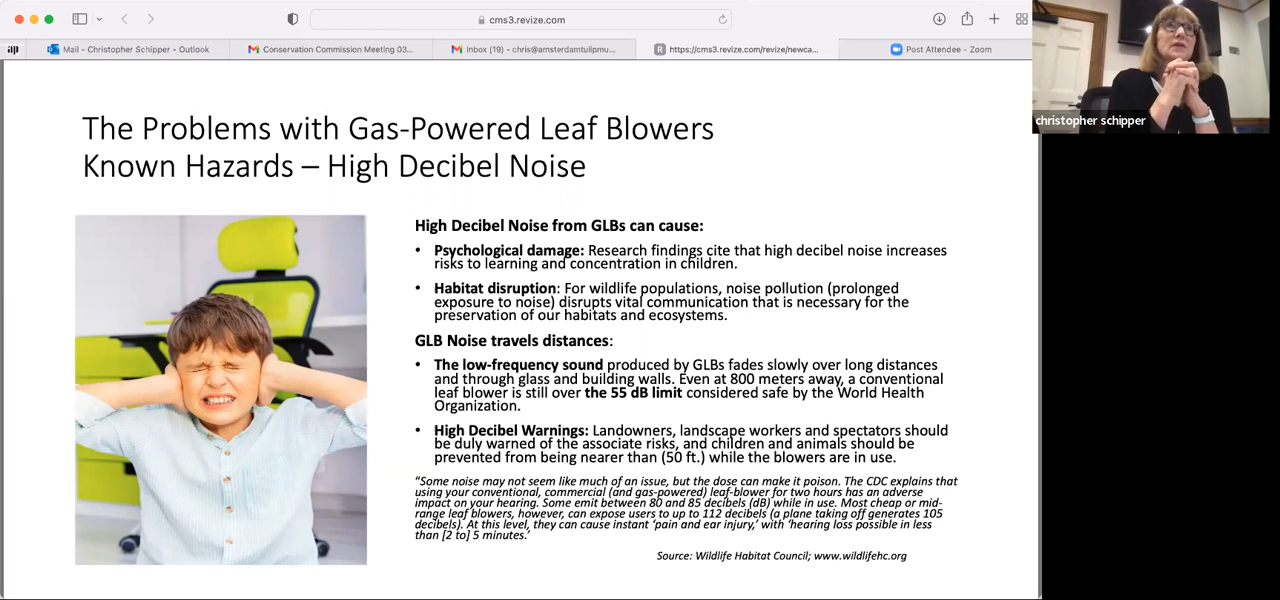 cms3.revize.com
ap
Mail - Christopher Schipper - Outlook
Conservation Commission Meeting 03...
Inbox (19) - chris@amsterdamtulipmu...
R
https://cms3.revize.com/revize/newca...
Post Attendee - Zoom
christopher schipper
The Problems with Gas-Powered Leaf Blowers
Known Hazards – High Decibel Noise
High Decibel Noise from GLBs can cause:
• Psychological damage: Research findings cite that high decibel noise increases
risks to learning and concentration in children.
• Habitat disruption: For wildlife populations, noise pollution (prolonged
exposure to noise) disrupts vital communication that is necessary for the
preservation of our habitats and ecosystems.
GLB Noise travels distances:
• The low-frequency sound produced by GLBs fades slowly over long distances
and through glass and building walls. Even at 800 meters away, a conventional
leaf blower is still over the 55 dB limit considered safe by the World Health
Organization.
• High Decibel Warnings: Landowners, landscape workers and spectators should
be duly warned of the associate risks, and children and animals should be
prevented from being nearer than (50 ft.) while the blowers are in use.
“Some noise may not seem like much of an issue, but the dose can make it poison. The CDC explains that
using your conventional, commercial (and gas-powered) leaf-blower for two hours has an adverse
impact on your hearing. Some emit between 80 and 85 decibels (dB) while in use. Most cheap or mid-
range leaf blowers, however, can expose users to up to 112 decibels (a plane taking off generates 105
decibels). At this level, they can cause instant ‘pain and ear injury,’ with ‘hearing loss possible in less
than [2 to] 5 minutes.’
Source: Wildlife Habitat Council; www.wildlifehc.org